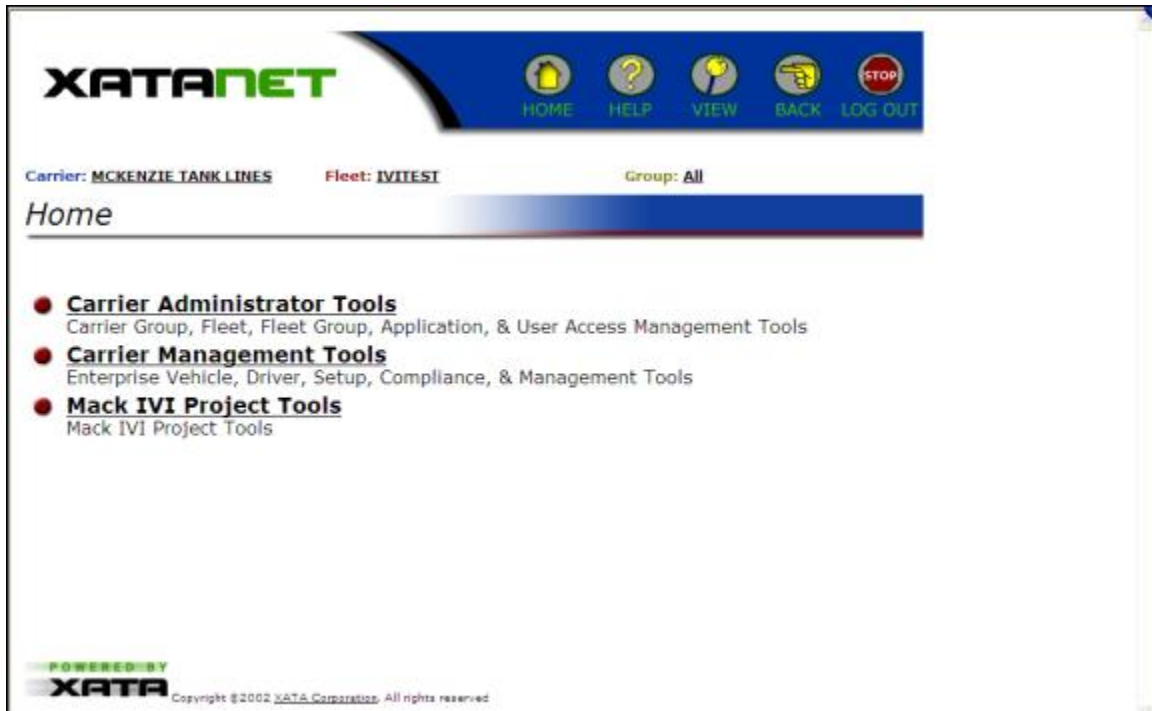 XATANET
HOME HELP VIEW BACK STOP LOG OUT
Carrier: MCKENZIE TANK LINES Fleet: IVITEST Group: All
Home
Carrier Administrator Tools
Carrier Group, Fleet, Fleet Group, Application, & User Access Management Tools
Carrier Management Tools
Enterprise Vehicle, Driver, Setup, Compliance, & Management Tools
Mack IVI Project Tools
Mack IVI Project Tools
POWERED BY
XATA
Copyright ©2002 XATA Corporation. All rights reserved